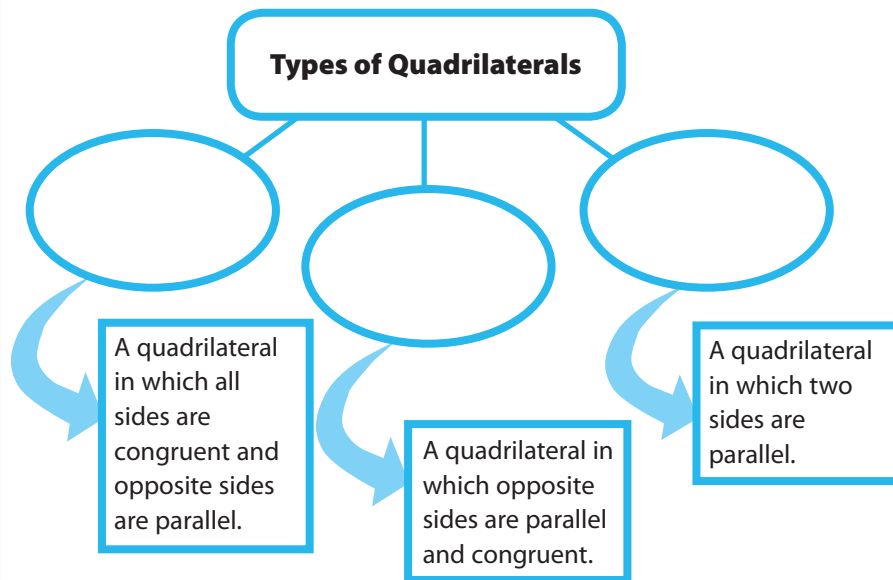 Types of Quadrilaterals
A quadrilateral
in which all
sides are
congruent and
opposite sides
are parallel.
A quadrilateral in
which opposite
sides are parallel
and congruent.
A quadrilateral
in which two
sides are
parallel.